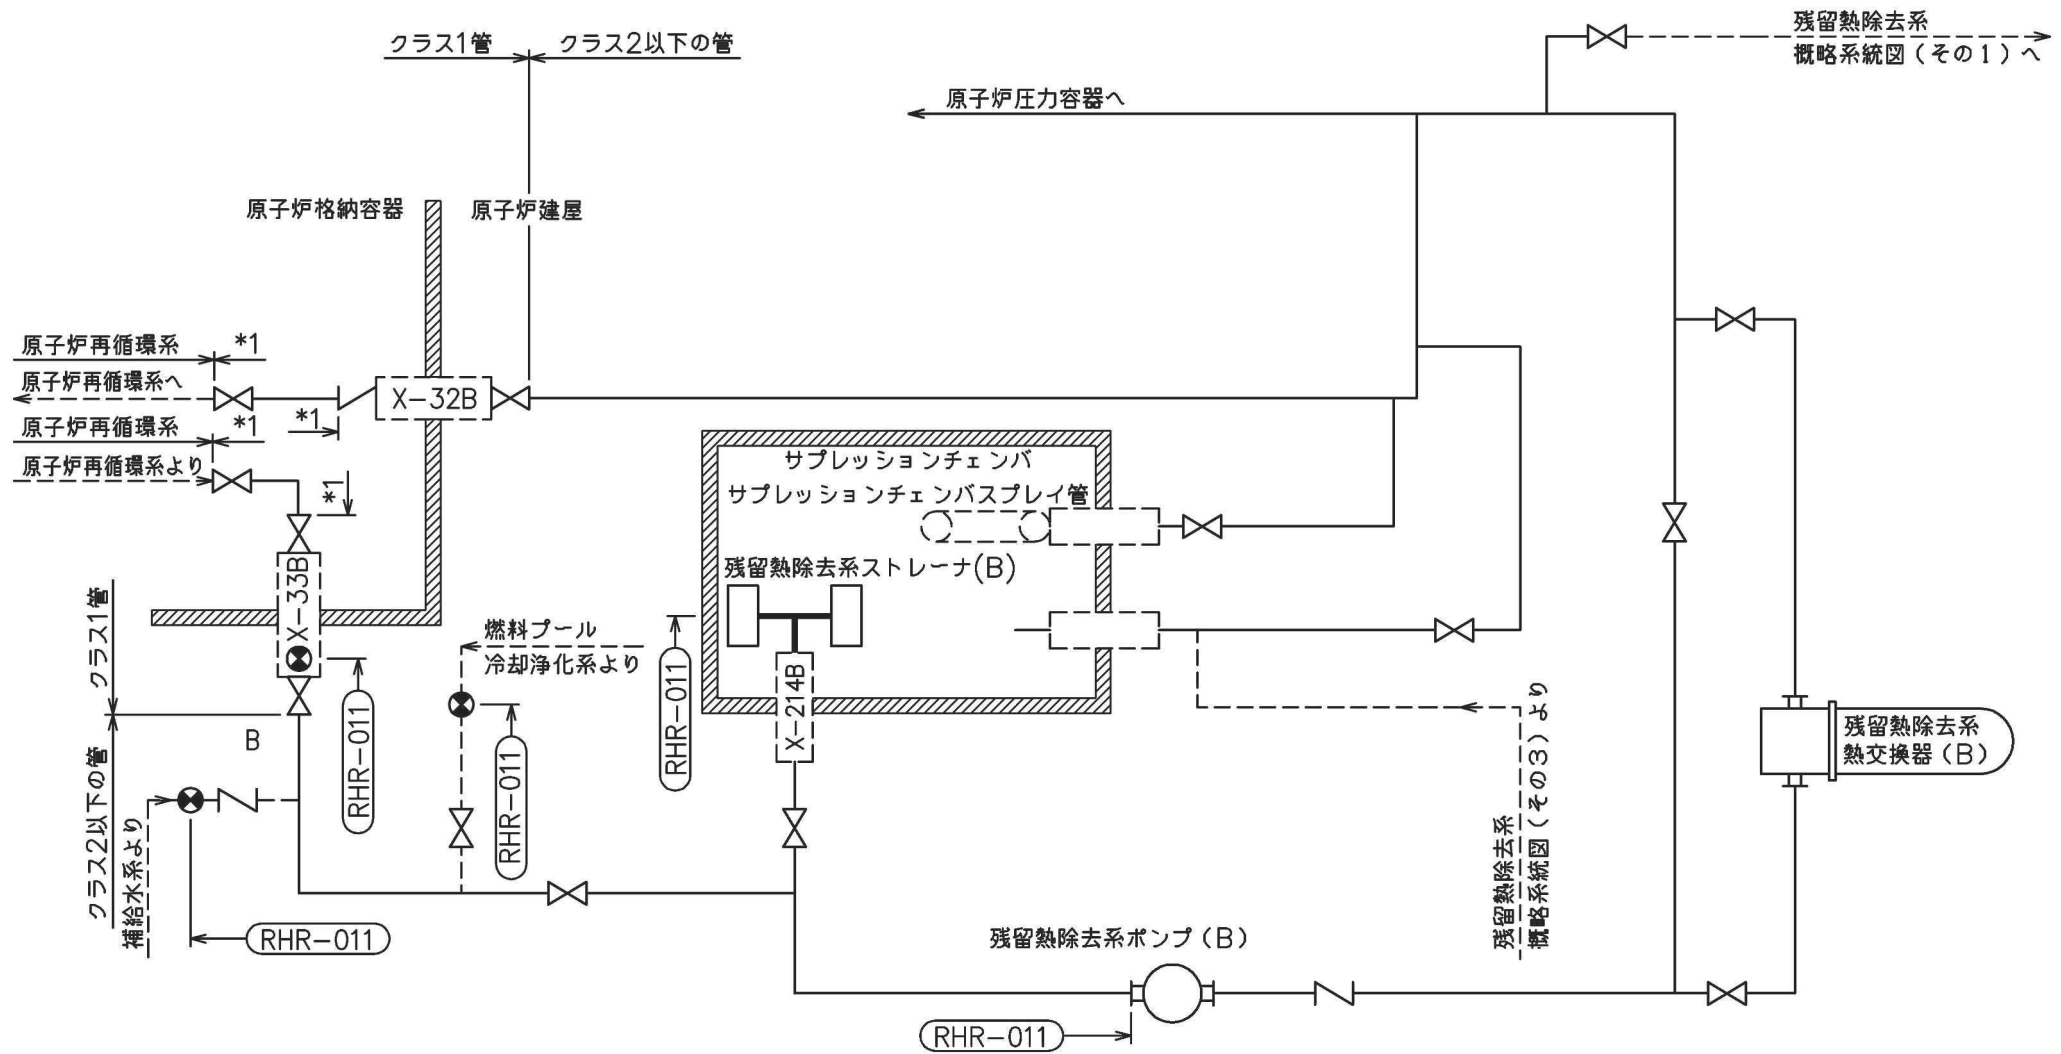 残留熱除去系
概略系統図(その1)へ
クラス1管
クラス2以下の管
原子炉圧力容器へ
原子炉格納容器
原子炉建屋
原子炉再循環系
*1
原子炉再循環系へ
X-32B
原子炉再循環系
*1
*1
原子炉再循環系より
*1
X-33B
サプレッションチェンバ
サプレッションチェンバスプレイ管
残留熱除去系ストレーナ(B)
燃料プール
冷却浄化系より
クラス1管
クラス2以下の管
B
RHR-011
RHR-011
RHR-011
X-214B
補給水系より
RHR-011
残留熱除去系
概略系統図(その3)より
残留熱除去系
熱交換器(B)
残留熱除去系ポンプ(B)
RHR-011